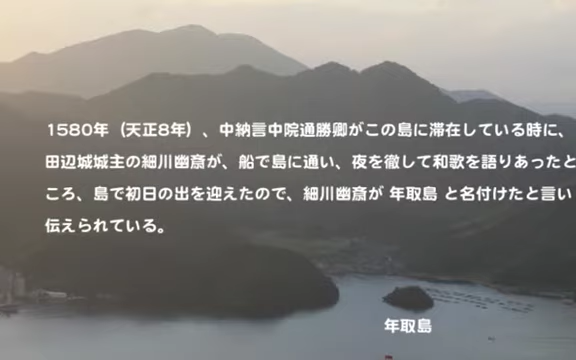 1580年（天正8年）、中納言中院通勝卿がこの島に滞在している時に、
田辺城城主の細川幽斎が、船で島に通い、夜を徹して和歌を語りあったと
ころ、島で初日の出を迎えたので、細川幽斎が 年取島 と名付けたと言い
伝えられている。
年取島